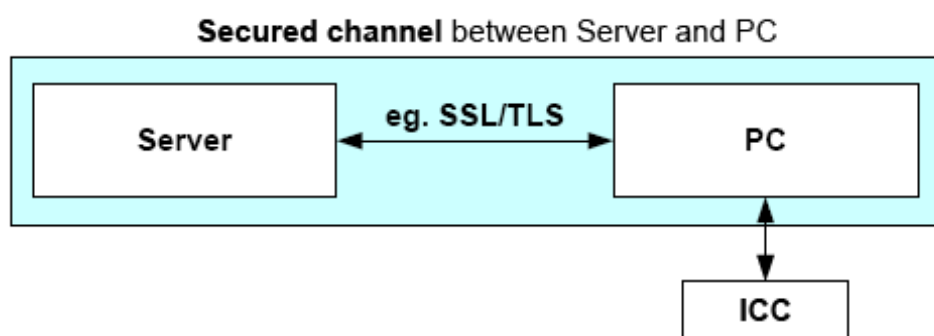 Secured channel between Server and PC
eg. SSL/TLS
Server
PC
ICC